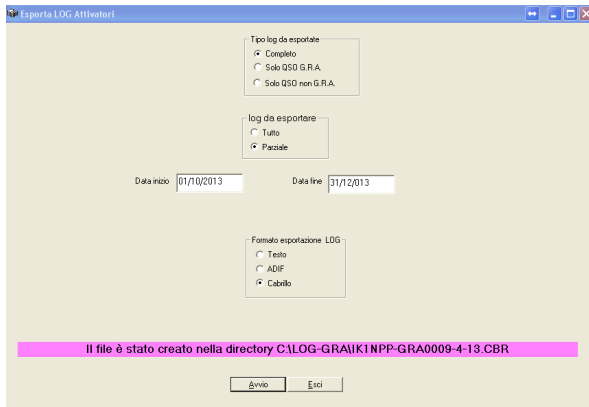 Esporta LOG Attivatori
Tipo log da esportate
Completo
Solo QSO G.R.A.
Solo QSO non G.R.A.
log da esportare
Tutto
Parziale
Data inizio 01/10/2013 Data fine 31/12/013
Formato esportazione LOG
Testo
ADIF
Cabrillo
Il file è stato creato nella directory C:\LOG-GRA\IK1NPP-GRA0009-4-13.CBR
Avvio Esci